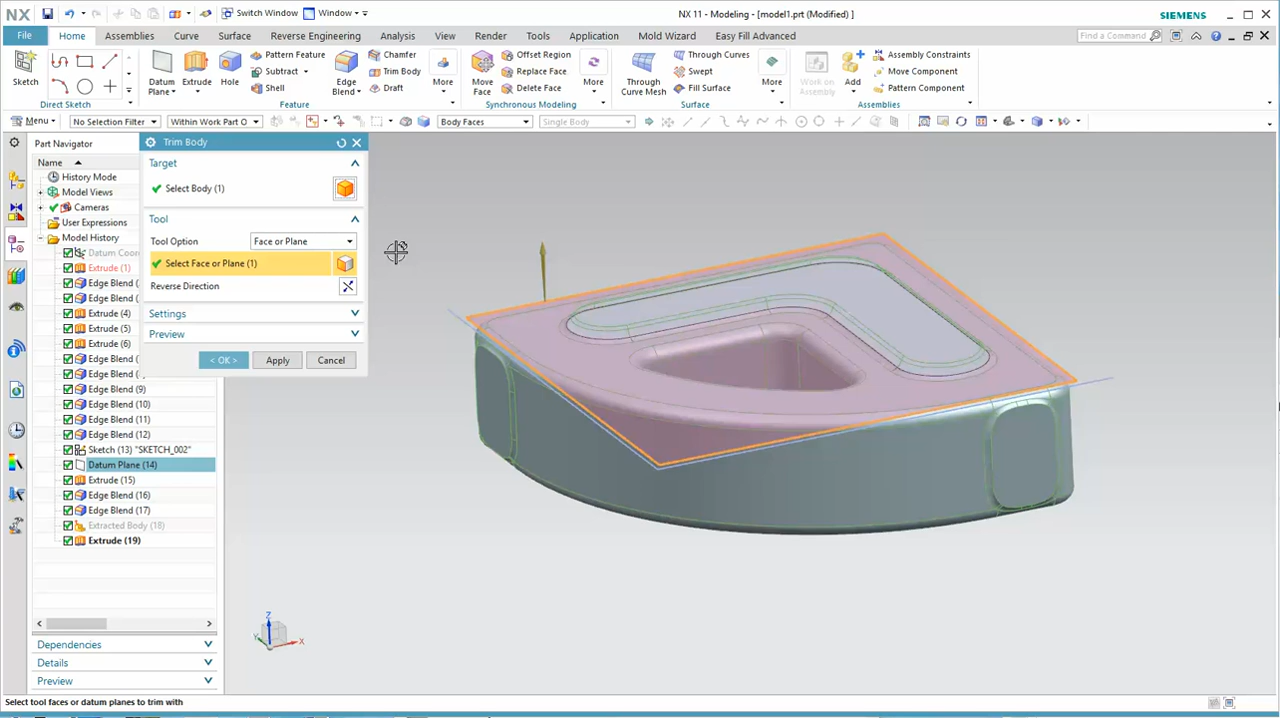 NX
Switch Window
Window
NX 11 - Modeling - [model1.prt (Modified) ]
SIEMENS
File
Home
Assemblies
Curve
Surface
Reverse Engineering
Analysis
View
Render
Tools
Application
Mold Wizard
Easy Fill Advanced
Find a Command
Sketch
Direct Sketch
Datum Plane
Extrude
Hole
Pattern Feature
Subtract
Shell
Edge Blend
Chamfer
Trim Body
Draft
More
Feature
Move Face
Offset Region
Replace Face
Delete Face
More
Synchronous Modeling
Through Curve Mesh
Through Curves
Swept
Fill Surface
More
Surface
Work on Assembly
Add
Assembly Constraints
Move Component
Pattern Component
Assemblies
Menu
No Selection Filter
Within Work Part O
Body Faces
Single Body
Part Navigator
Name
History Mode
Model Views
Cameras
User Expressions
Model History
Datum Coor
Extrude (1)
Edge Blend (
Edge Blend (
Extrude (4)
Extrude (5)
Extrude (6)
Edge Blend (
Edge Blend (
Edge Blend (9)
Edge Blend (10)
Edge Blend (11)
Edge Blend (12)
Sketch (13) "SKETCH_002"
Datum Plane (14)
Extrude (15)
Edge Blend (16)
Edge Blend (17)
Extracted Body (18)
Extrude (19)
Dependencies
Details
Preview
Trim Body
Target
Select Body (1)
Tool
Tool Option
Face or Plane
Select Face or Plane (1)
Reverse Direction
Settings
Preview
< OK >
Apply
Cancel
Z
Y
X
Select tool faces or datum planes to trim with